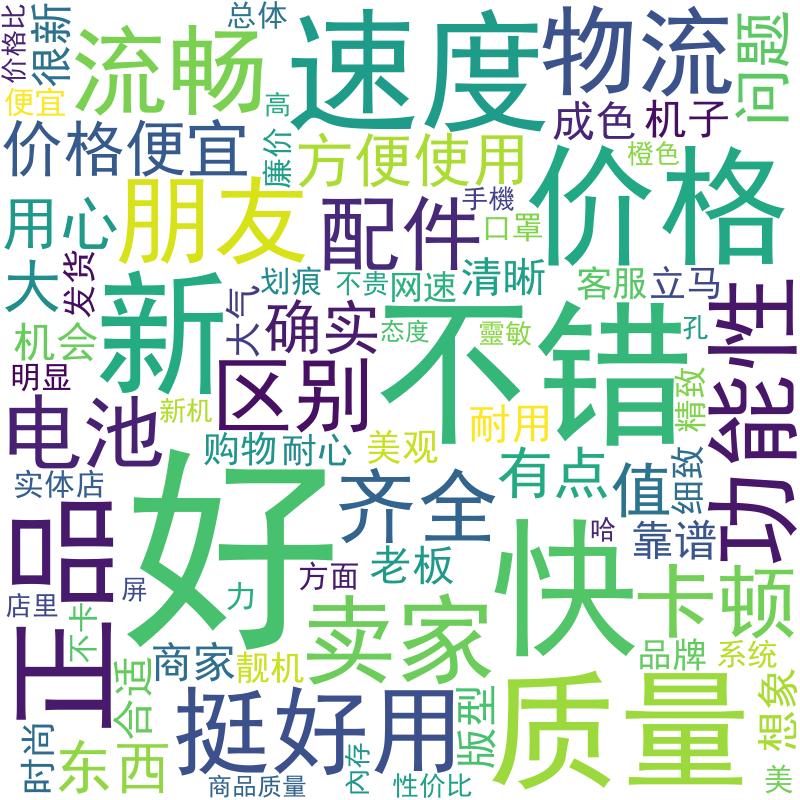 价格比
很新
总体
便宜
流畅
高
速度
物流
问题
成色
机子
价格便宜
廉价
方便使用
橙色
价格
用心
朋友
配件
手機
口罩
大
发货
新
大气
划痕
不贵
网速
清晰
客服
立马
功能性
机会
确实
态度
靈敏
不错
孔
明显
区别
精致
电池
新机
购物
耐心
美观
耐用
实体店
好
齐全
有点
值
细致
正品
哈
靠谱
快
卡顿
店里
屏
不卡
力
方面
老板
卖家
商家
靓机
品牌
系统
合适
挺好用
版型
质量
想象
时尚
东西
商品质量
内存
性价比
美